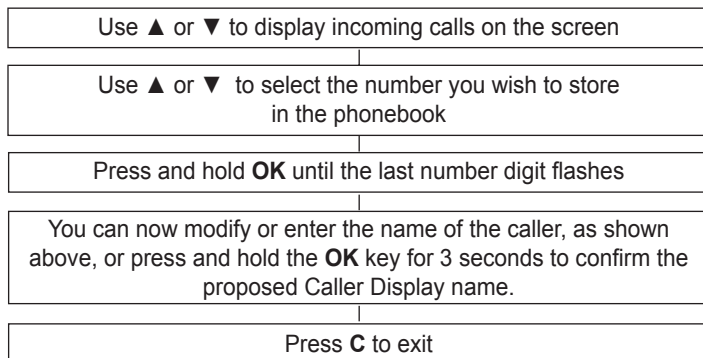 Use ▲ or ▼ to display incoming calls on the screen
Use ▲ or ▼ to select the number you wish to store
in the phonebook
Press and hold OK until the last number digit flashes
You can now modify or enter the name of the caller, as shown
above, or press and hold the OK key for 3 seconds to confirm the
proposed Caller Display name.
Press C to exit